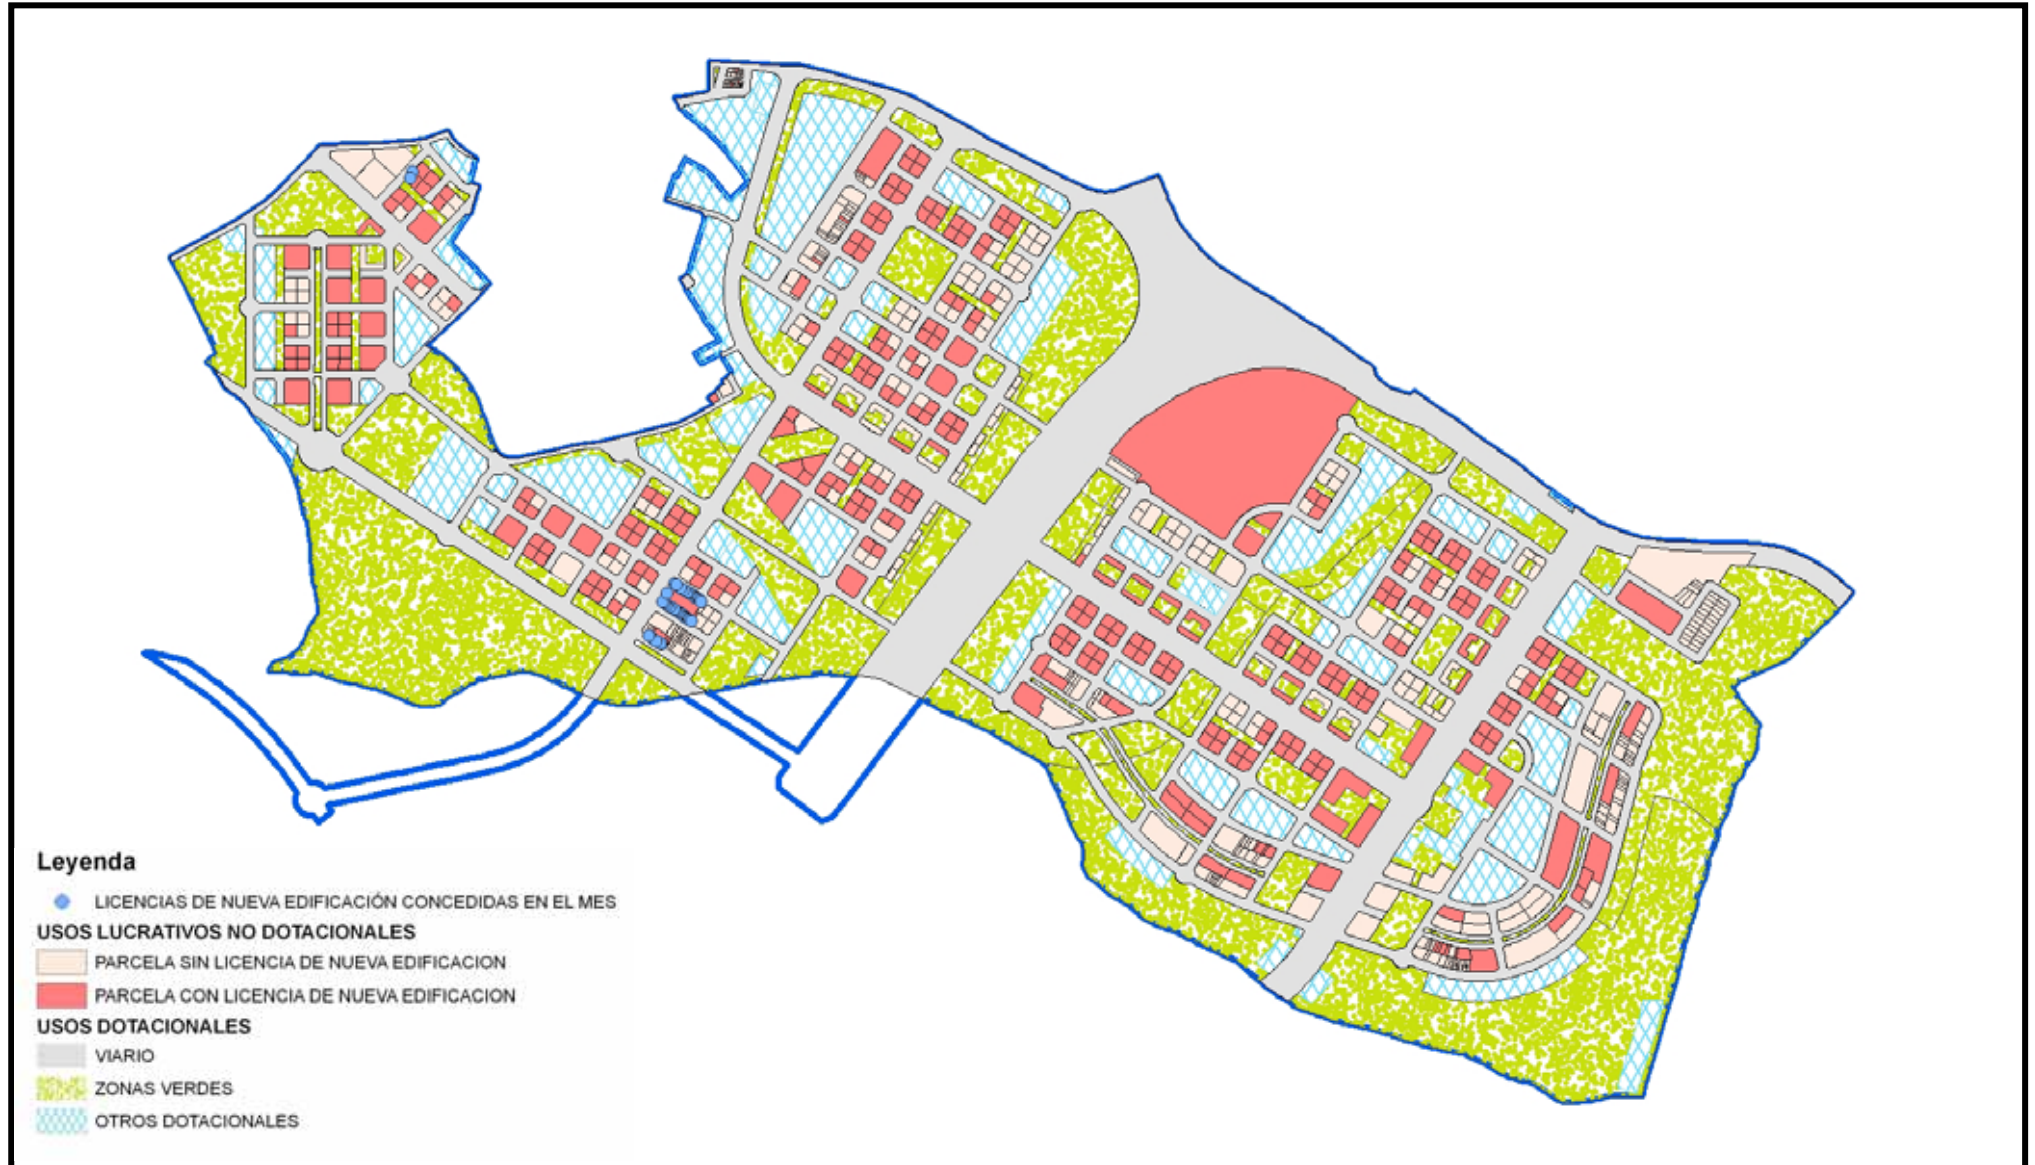 Leyenda
LICENCIAS DE NUEVA EDIFICACIÓN CONCEDIDAS EN EL MES
USOS LUCRATIVOS NO DOTACIONALES
PARCELA SIN LICENCIA DE NUEVA EDIFICACION
PARCELA CON LICENCIA DE NUEVA EDIFICACION
USOS DOTACIONALES
VIARIO
ZONAS VERDES
OTROS DOTACIONALES